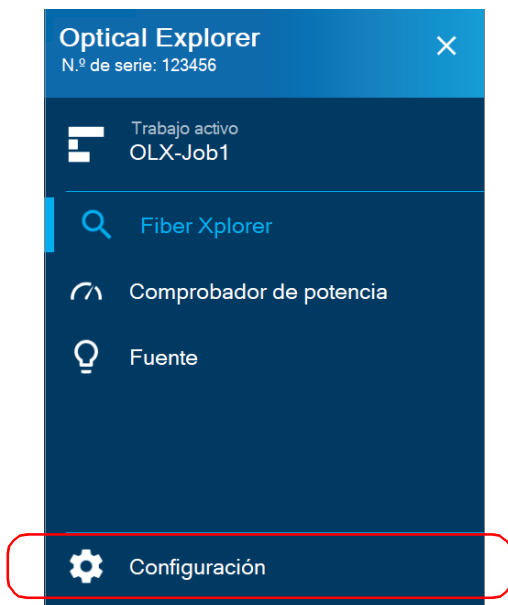 Optical Explorer
N.º de serie: 123456
Trabajo activo
OLX-Job1
Fiber Xplorer
Comprobador de potencia
Fuente
Configuración